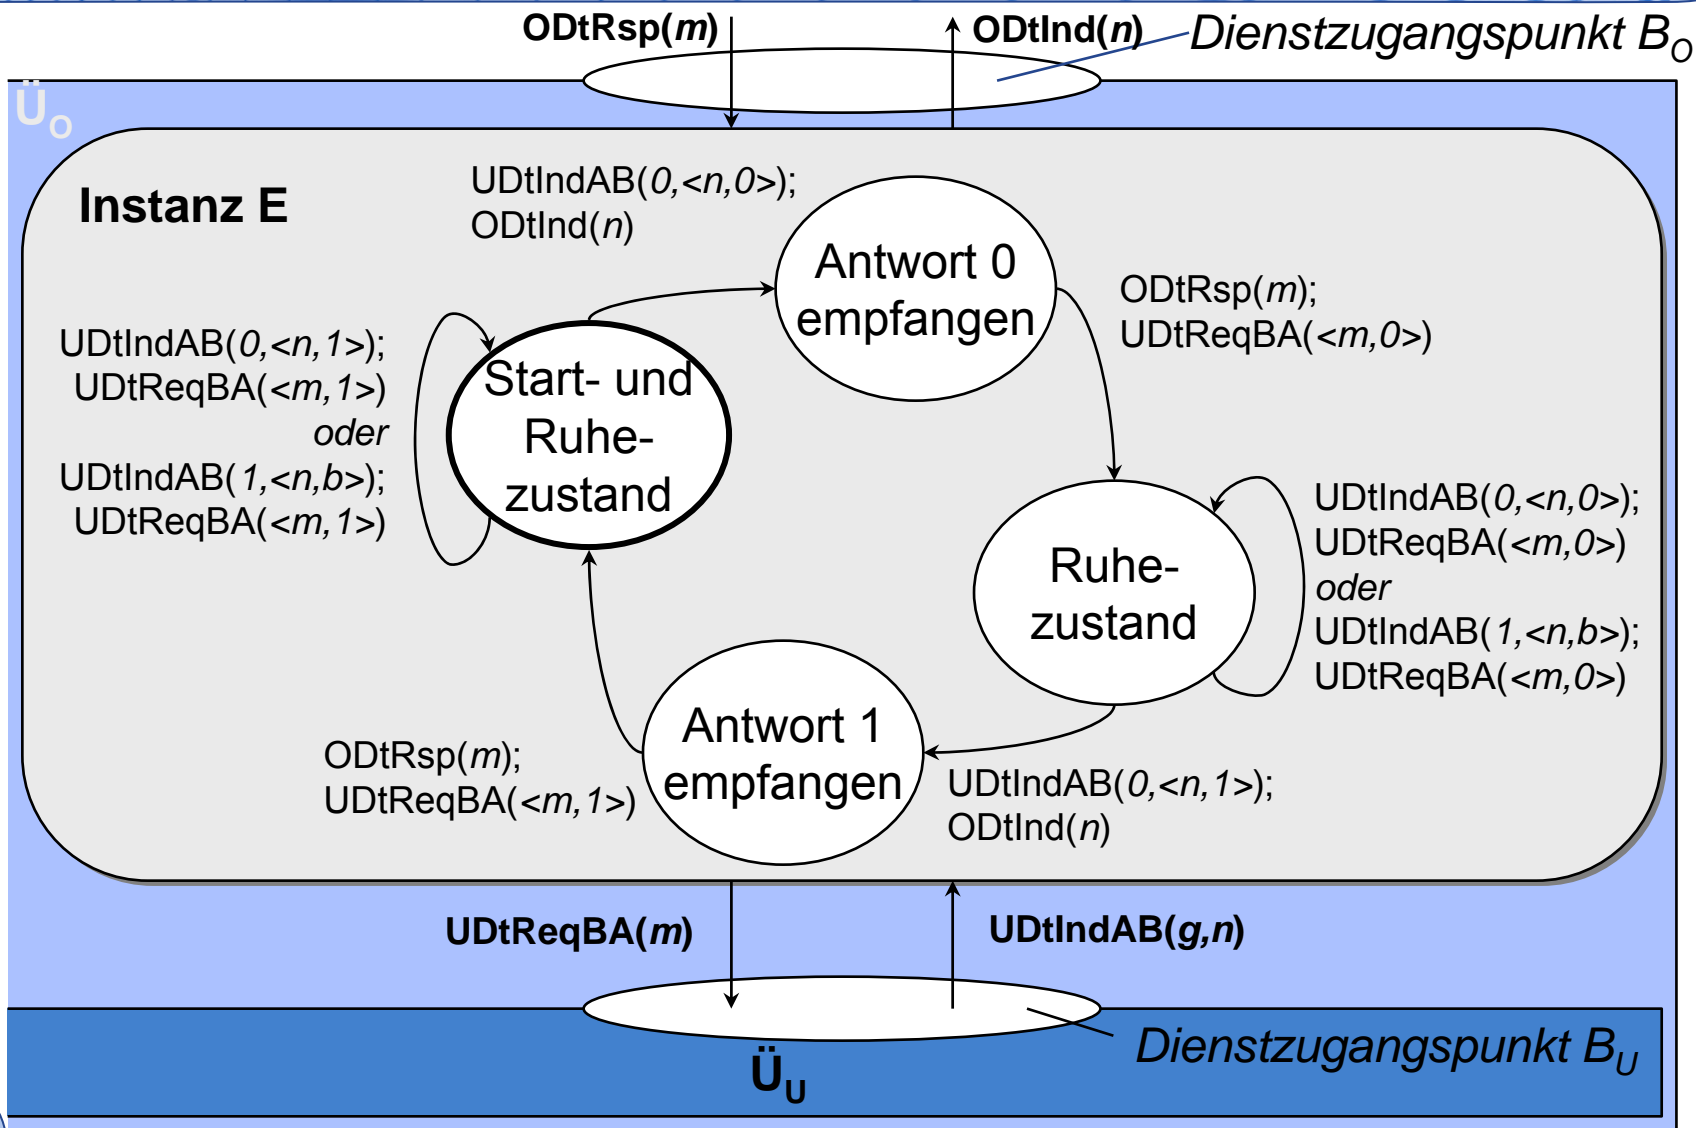 ODtRsp(m)
ODtInd(n)
Dienstzugangspunkt BO
ÜO
Instanz E
UDtIndAB(0,<n,0>);
ODtInd(n)
Antwort 0
empfangen
ODtRsp(m);
UDtReqBA(<m,0>)
UDtIndAB(0,<n,1>);
UDtReqBA(<m,1>)
oder
UDtIndAB(1,<n,b>);
UDtReqBA(<m,1>)
Start- und
Ruhe-
zustand
Ruhe-
zustand
UDtIndAB(0,<n,0>);
UDtReqBA(<m,0>)
oder
UDtIndAB(1,<n,b>);
UDtReqBA(<m,0>)
ODtRsp(m);
UDtReqBA(<m,1>)
Antwort 1
empfangen
UDtIndAB(0,<n,1>);
ODtInd(n)
UDtReqBA(m)
UDtIndAB(g,n)
Dienstzugangspunkt BU
ÜU